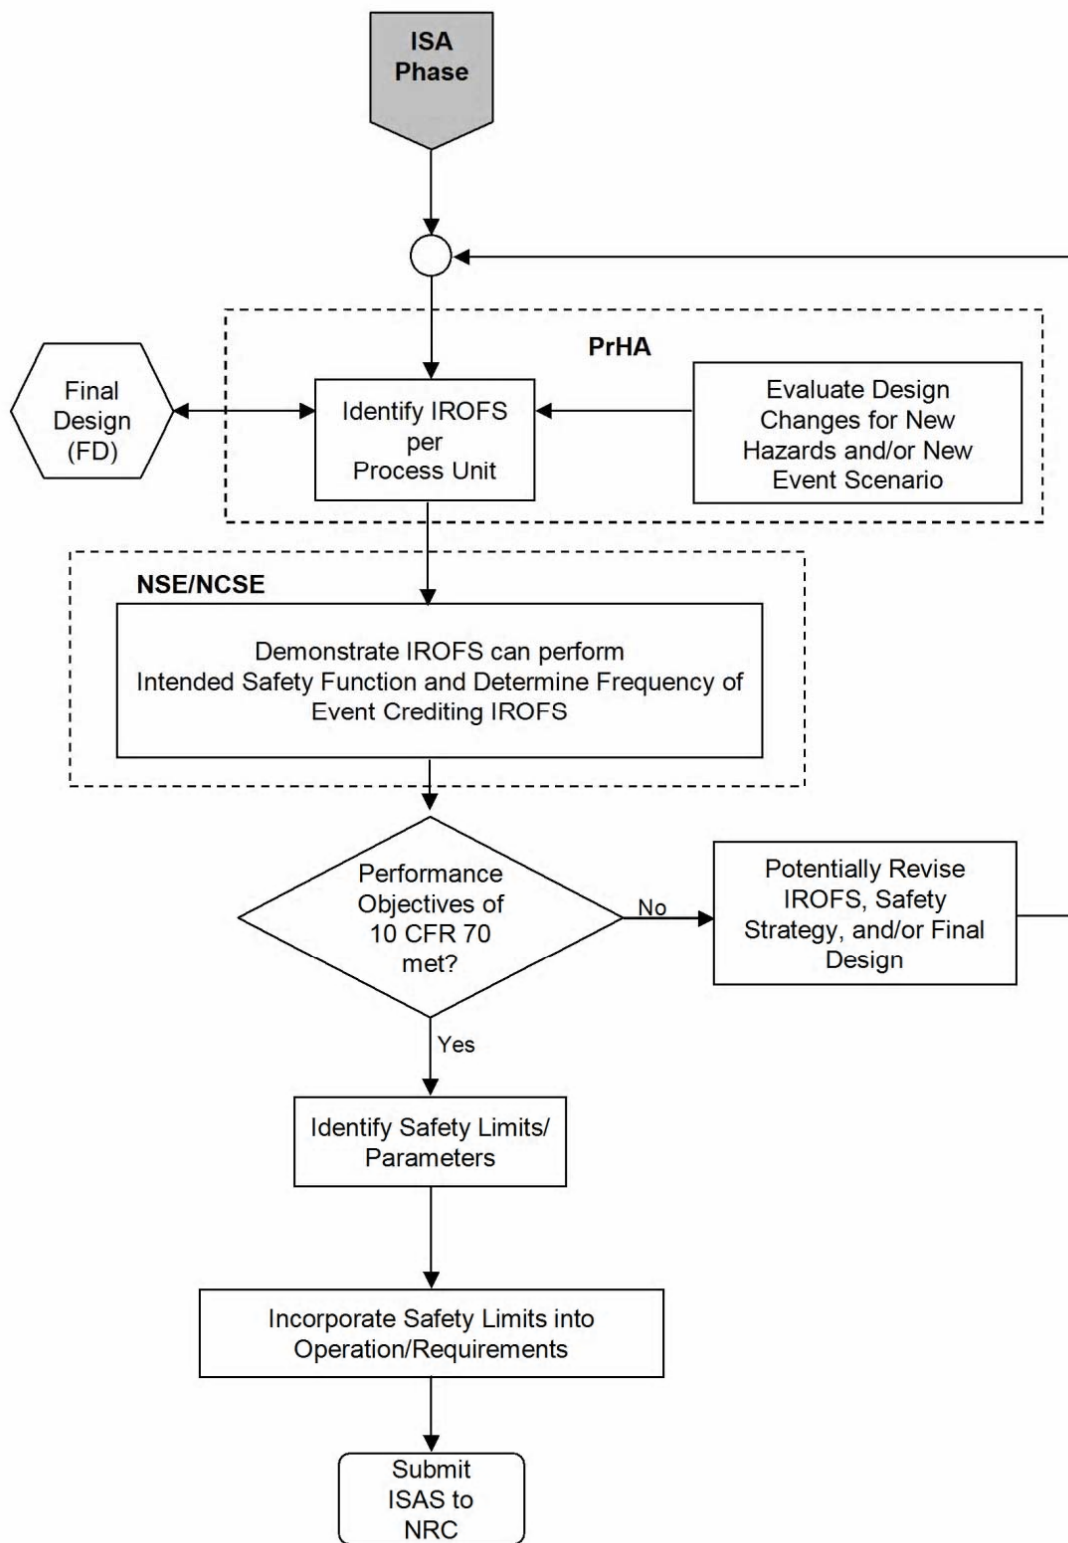 ISA
Phase
PrHA
Final
Design
(FD)
Identify IROFS
per
Process Unit
Evaluate Design
Changes for New
Hazards and/or New
Event Scenario
NSE/NCSE
Demonstrate IROFS can perform
Intended Safety Function and Determine Frequency of
Event Crediting IROFS
Performance
Objectives of
10 CFR 70
met?
No
Potentially Revise
IROFS, Safety
Strategy, and/or Final
Design
Yes
Identify Safety Limits/
Parameters
Incorporate Safety Limits into
Operation/Requirements
Submit
ISAS to
NRC